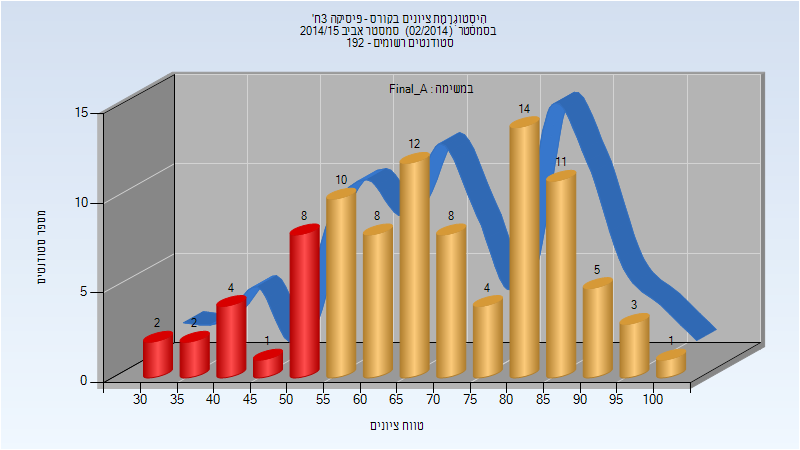 היסטוגרמת ציונים בקורס - פיסיקה 3ח'
בסמסטר (02/2014) סמסטר אביב 2014/15
סטודנטים רשומים - 192
במשימה : Final_A
מספר סטודנטים
15
10
5
0
2
2
4
1
8
10
8
12
8
4
14
11
5
3
1
30 35 40 45 50 55 60 65 70 75 80 85 90 95 100
טווח ציונים